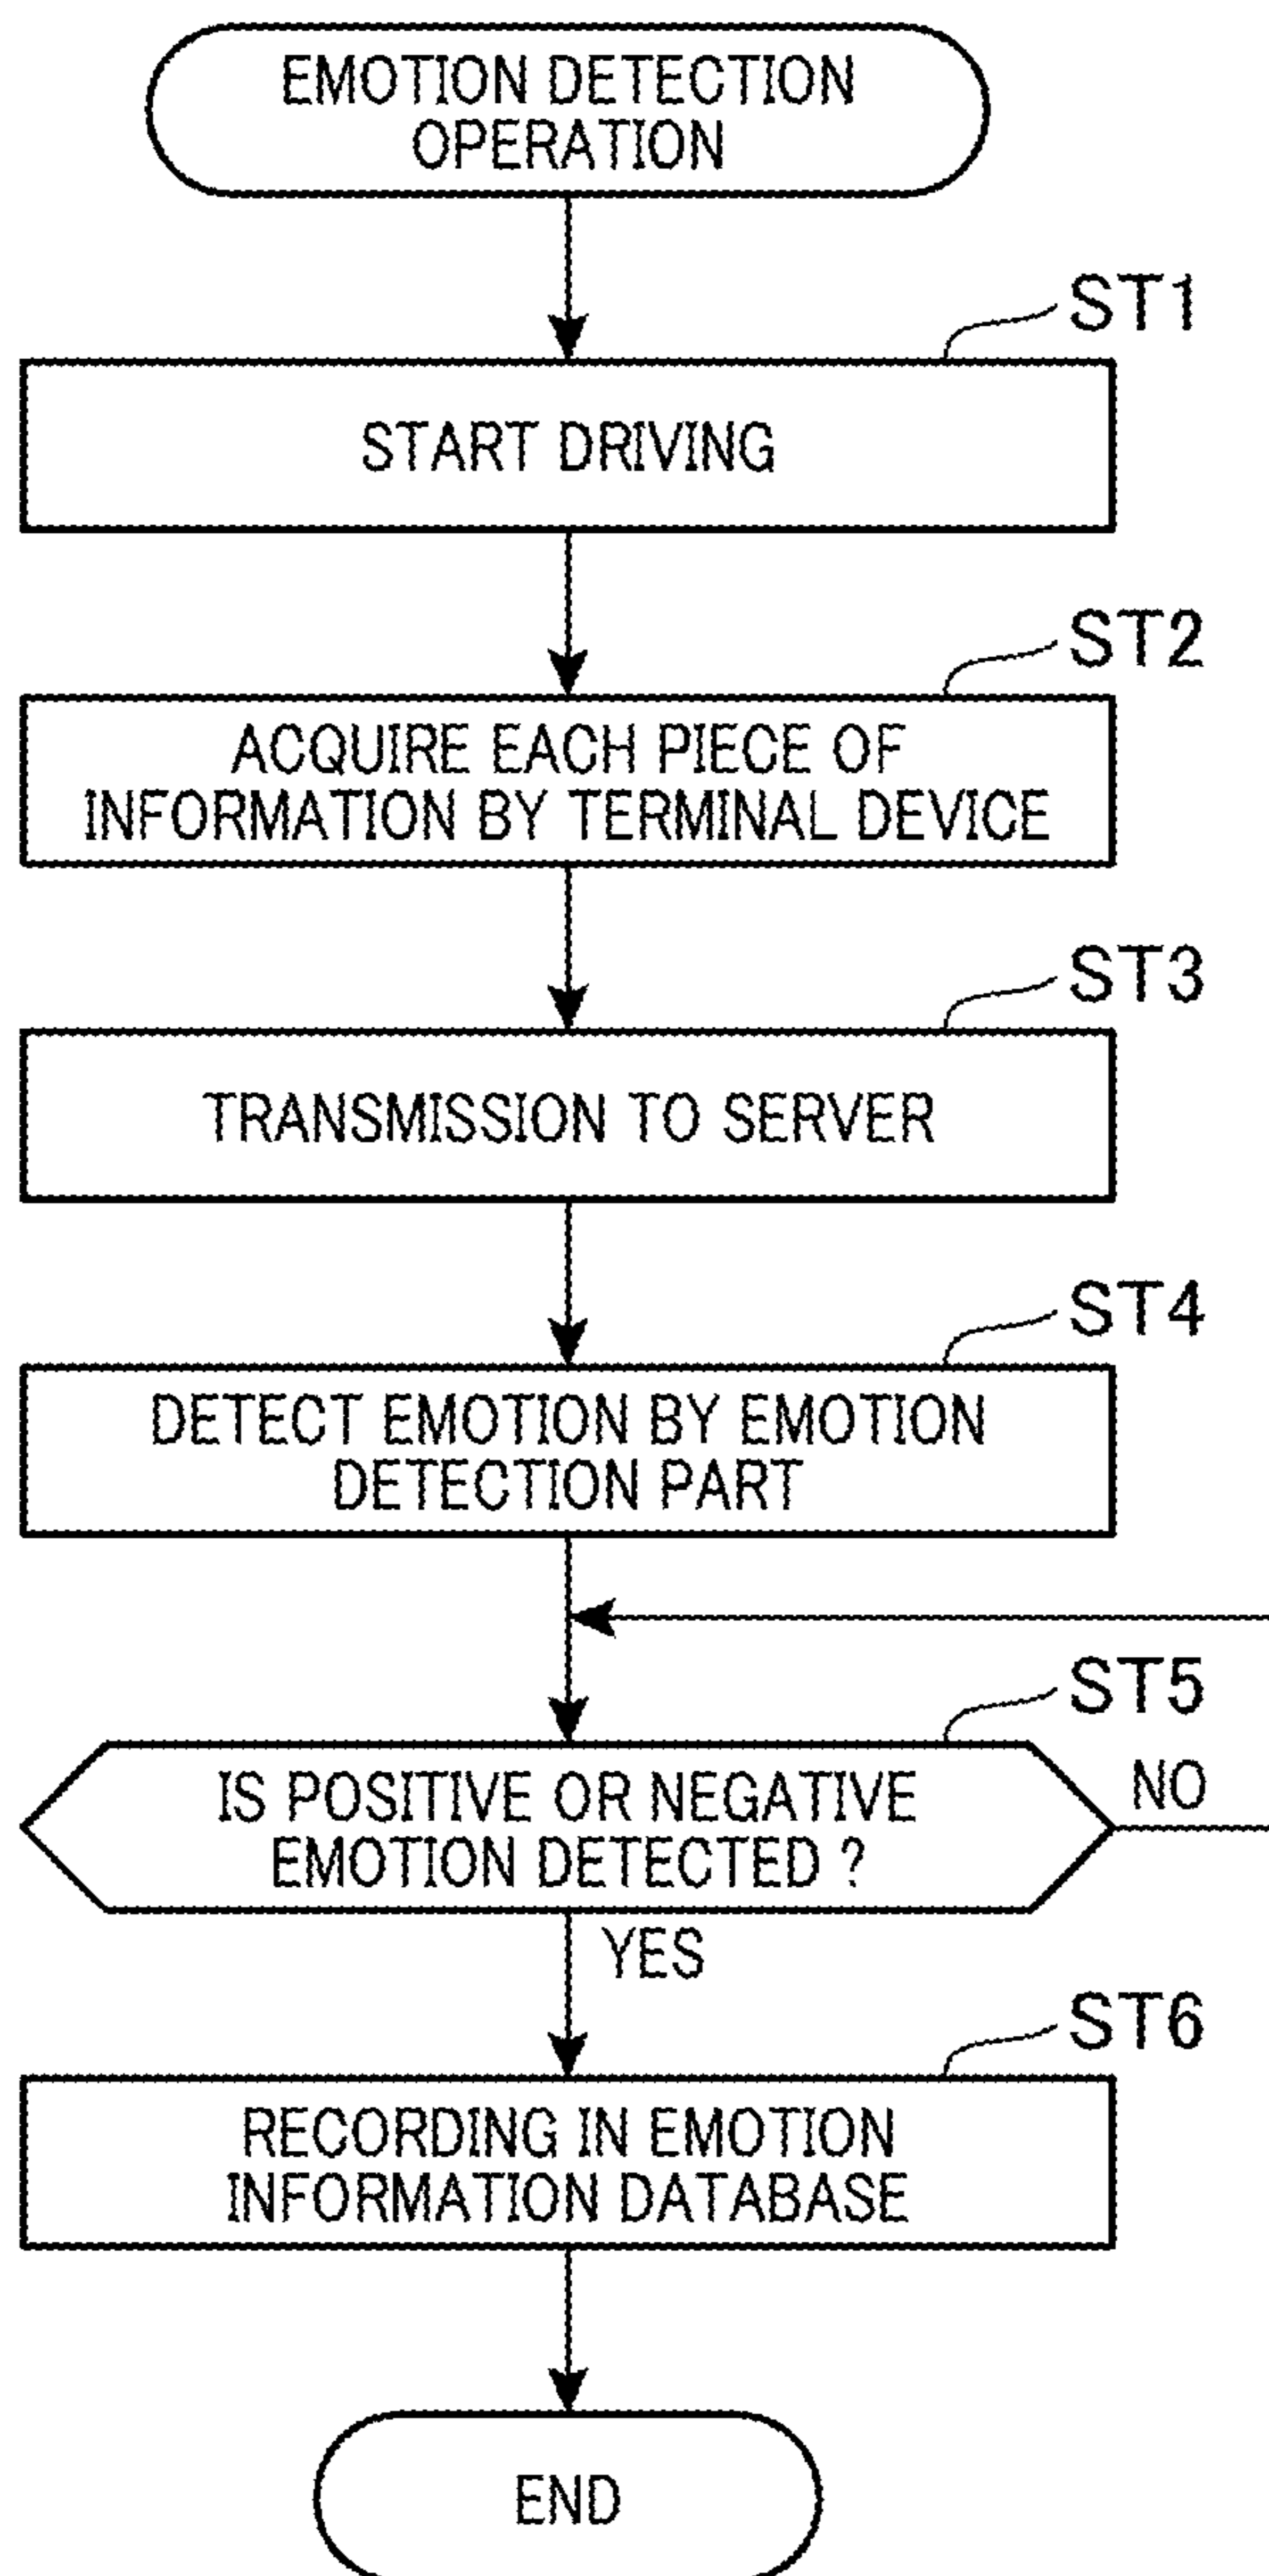 EMOTION DETECTION
OPERATION
ST1
START DRIVING
ST2
ACQUIRE EACH PIECE OF
INFORMATION BY TERMINAL DEVICE
ST3
TRANSMISSION TO SERVER
ST4
DETECT EMOTION BY EMOTION
DETECTION PART
ST5
IS POSITIVE OR NEGATIVE
EMOTION DETECTED ?
NO
YES
ST6
RECORDING IN EMOTION
INFORMATION DATABASE
END